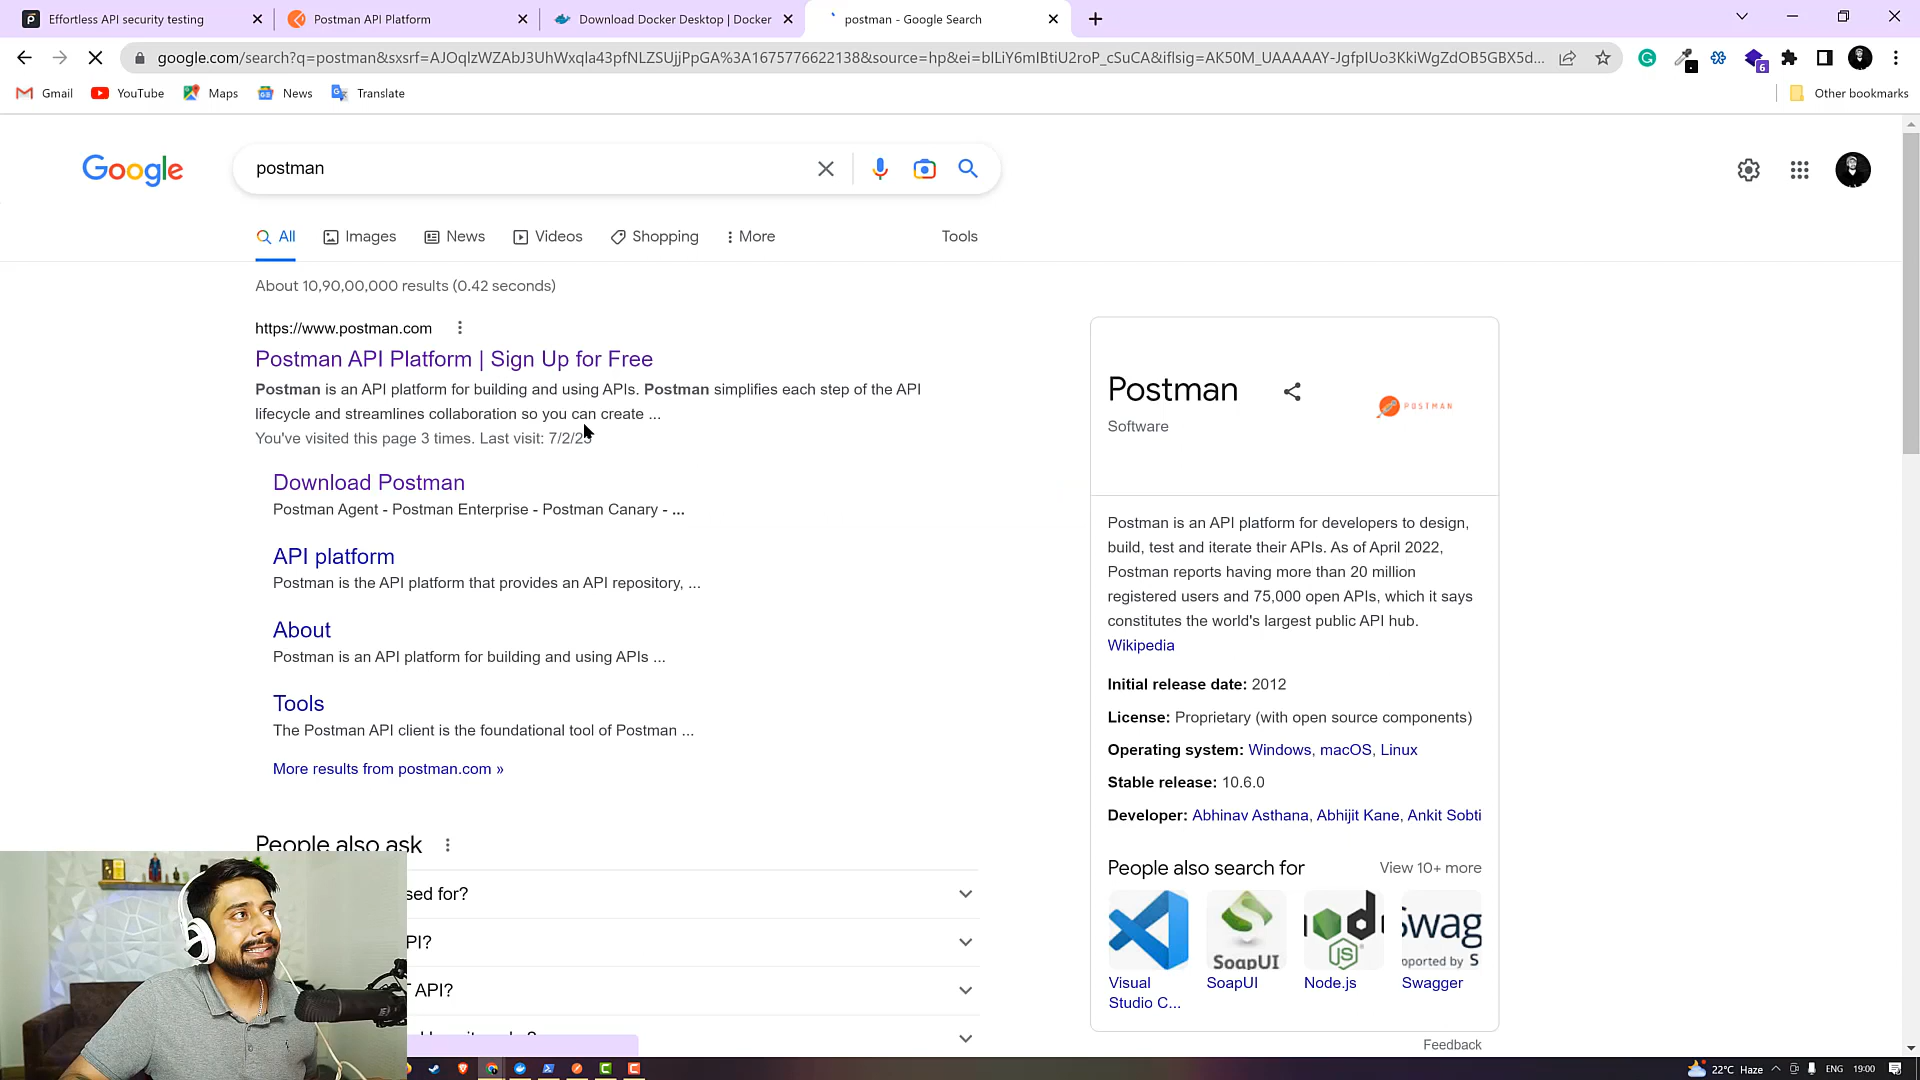 Effortless API security testing
Postman API Platform
Download Docker Desktop | Docker
postman - Google Search
google.com/search?q=postman&sxsrf=AJOqlzWZAbJ3UhWxqla43pfNLZSUjjPpGA%3A1675776622138&source=hp&ei=blLiY6mIBtiU2roP_cSuCA&iflsig=AK50M_UAAAAAY-JgfpIUo3KkiWgZdOB5GBX5d...
6
Gmail
YouTube
Maps
News
Translate
Other bookmarks
Google
postman
All
Images
News
Videos
Shopping
More
Tools
About 10,90,00,000 results (0.42 seconds)
https://www.postman.com
Postman API Platform | Sign Up for Free
Postman is an API platform for building and using APIs. Postman simplifies each step of the API
lifecycle and streamlines collaboration so you can create ...
You've visited this page 3 times. Last visit: 7/2/23
Download Postman
Postman Agent - Postman Enterprise - Postman Canary - ...
API platform
Postman is the API platform that provides an API repository, ...
About
Postman is an API platform for building and using APIs ...
Tools
The Postman API client is the foundational tool of Postman ...
More results from postman.com »
People also ask
sed for?
PI?
API?
Postman
Software
POSTMAN
Postman is an API platform for developers to design,
build, test and iterate their APIs. As of April 2022,
Postman reports having more than 20 million
registered users and 75,000 open APIs, which it says
constitutes the world's largest public API hub.
Wikipedia
Initial release date: 2012
License: Proprietary (with open source components)
Operating system: Windows, macOS, Linux
Stable release: 10.6.0
Developer: Abhinav Asthana, Abhijit Kane, Ankit Sobti
People also search for
View 10+ more
SoapUI
Swag
pported by S
Visual
Studio C...
SoapUI
Node.js
Swagger
Feedback
22°C Haze
ENG
19:00